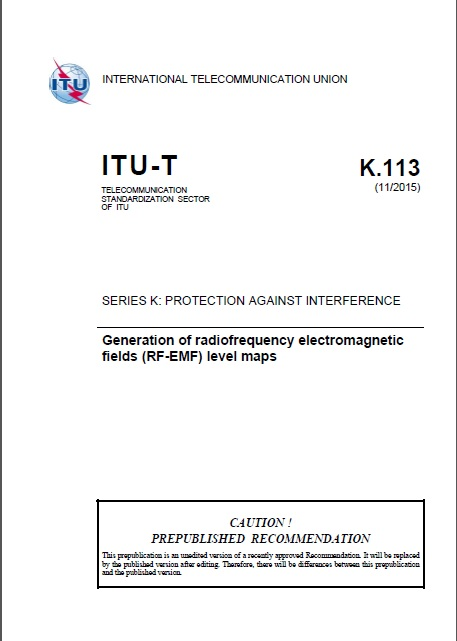 ITU
INTERNATIONAL TELECOMMUNICATION UNION
ITU-T
K.113
TELECOMMUNICATION
STANDARDIZATION SECTOR
OF ITU
(11/2015)
SERIES K: PROTECTION AGAINST INTERFERENCE
Generation of radiofrequency electromagnetic
fields (RF-EMF) level maps
CAUTION !
PREPUBLISHED RECOMMENDATION
This prepublication is an unedited version of a recently approved Recommendation. It will be replaced
by the published version after editing. Therefore, there will be differences between this prepublication
and the published version.